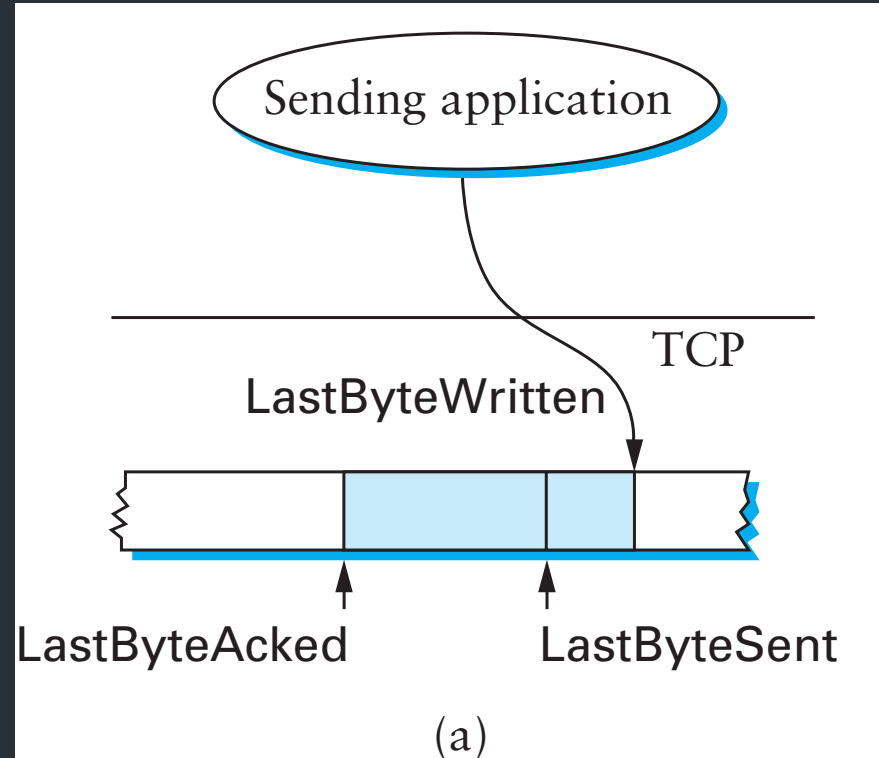 Sending application
TCP
LastByteWritten
LastByteAcked
LastByteSent
(a)